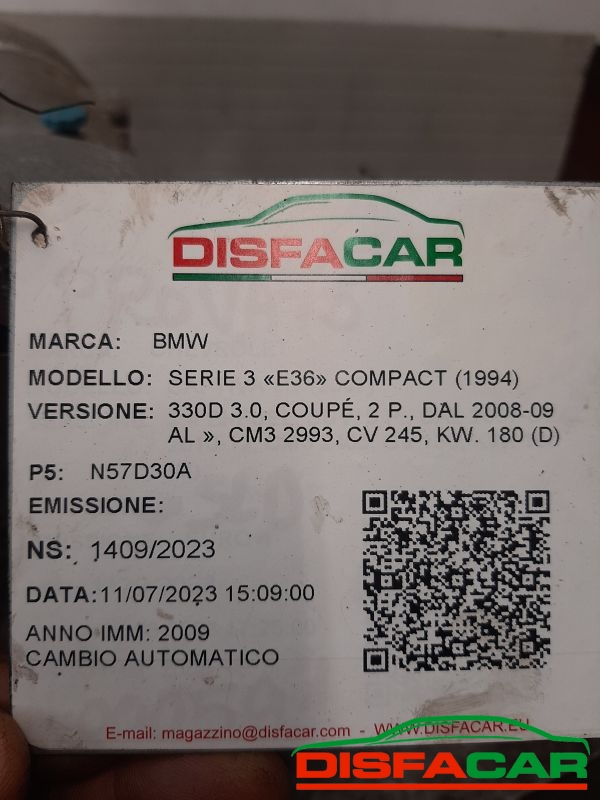 DISFACAR
MARCA: BMW
MODELLO: SERIE 3 «E36» COMPACT (1994)
VERSIONE: 330D 3.0, COUPÉ, 2 P., DAL 2008-09
AL », CM3 2993, CV 245, KW. 180 (D)
P5: N57D30A
EMISSIONE:
NS: 1409/2023
DATA:11/07/2023 15:09:00
ANNO IMM: 2009
CAMBIO AUTOMATICO
E-mail: magazzino@disfacar.com - WWW.DISFACAR.EU
DISFACAR